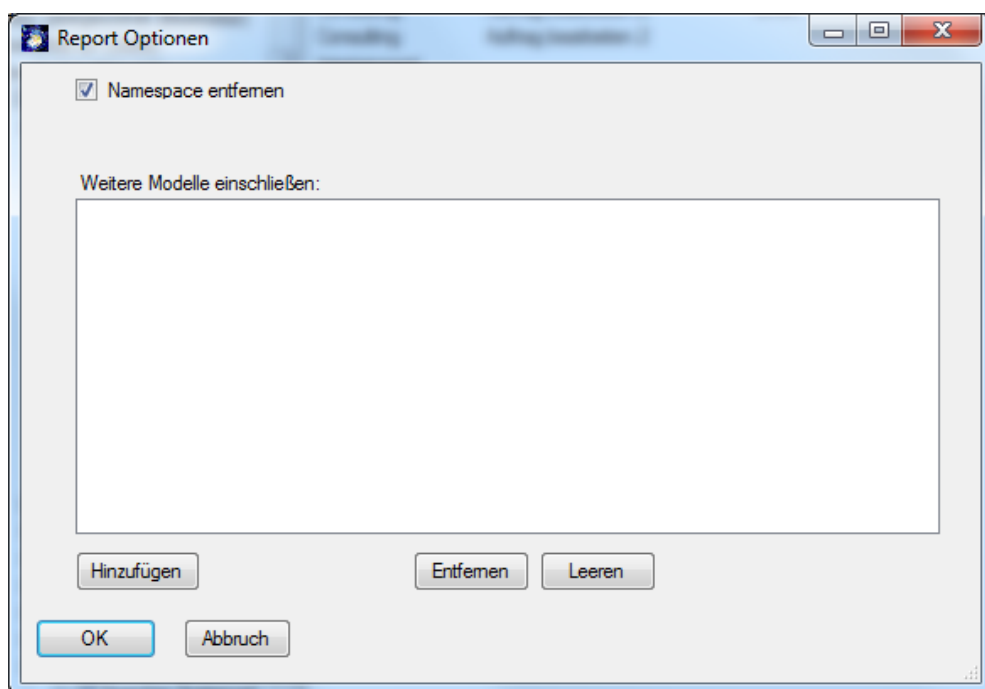 Report Optionen
Namespace entfernen
Weitere Modelle einschließen:
Hinzufügen
Entfernen
Leeren
OK
Abbruch